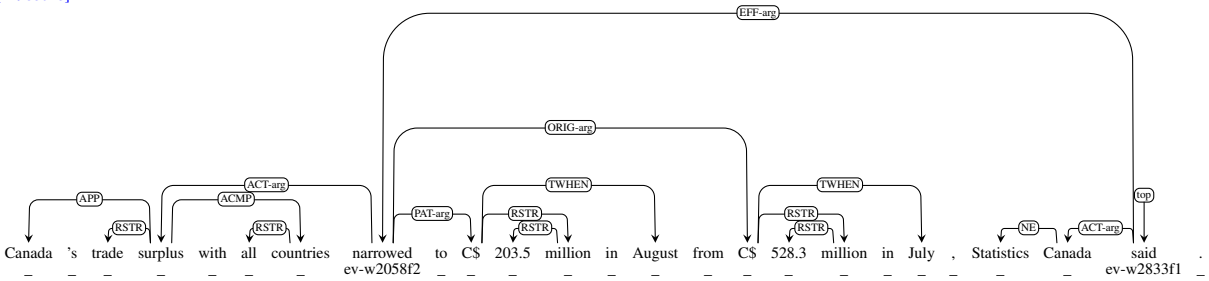 EFF-arg
ORIG-arg
ACT-arg TWHEN TWHEN
APP ACMP top
PAT-arg RSTR RSTR
RSTR RSTR RSTR RSTR NE ACT-arg
Canada 's trade surplus with all countries narrowed to C$ 203.5 million in August from C$ 528.3 million in July , Statistics Canada said .
_ _ _ _ _ _ _ ev-w2058f2 _ _ _ _ _ _ _ _ _ _ _ _ _ _ _ ev-w2833f1 _